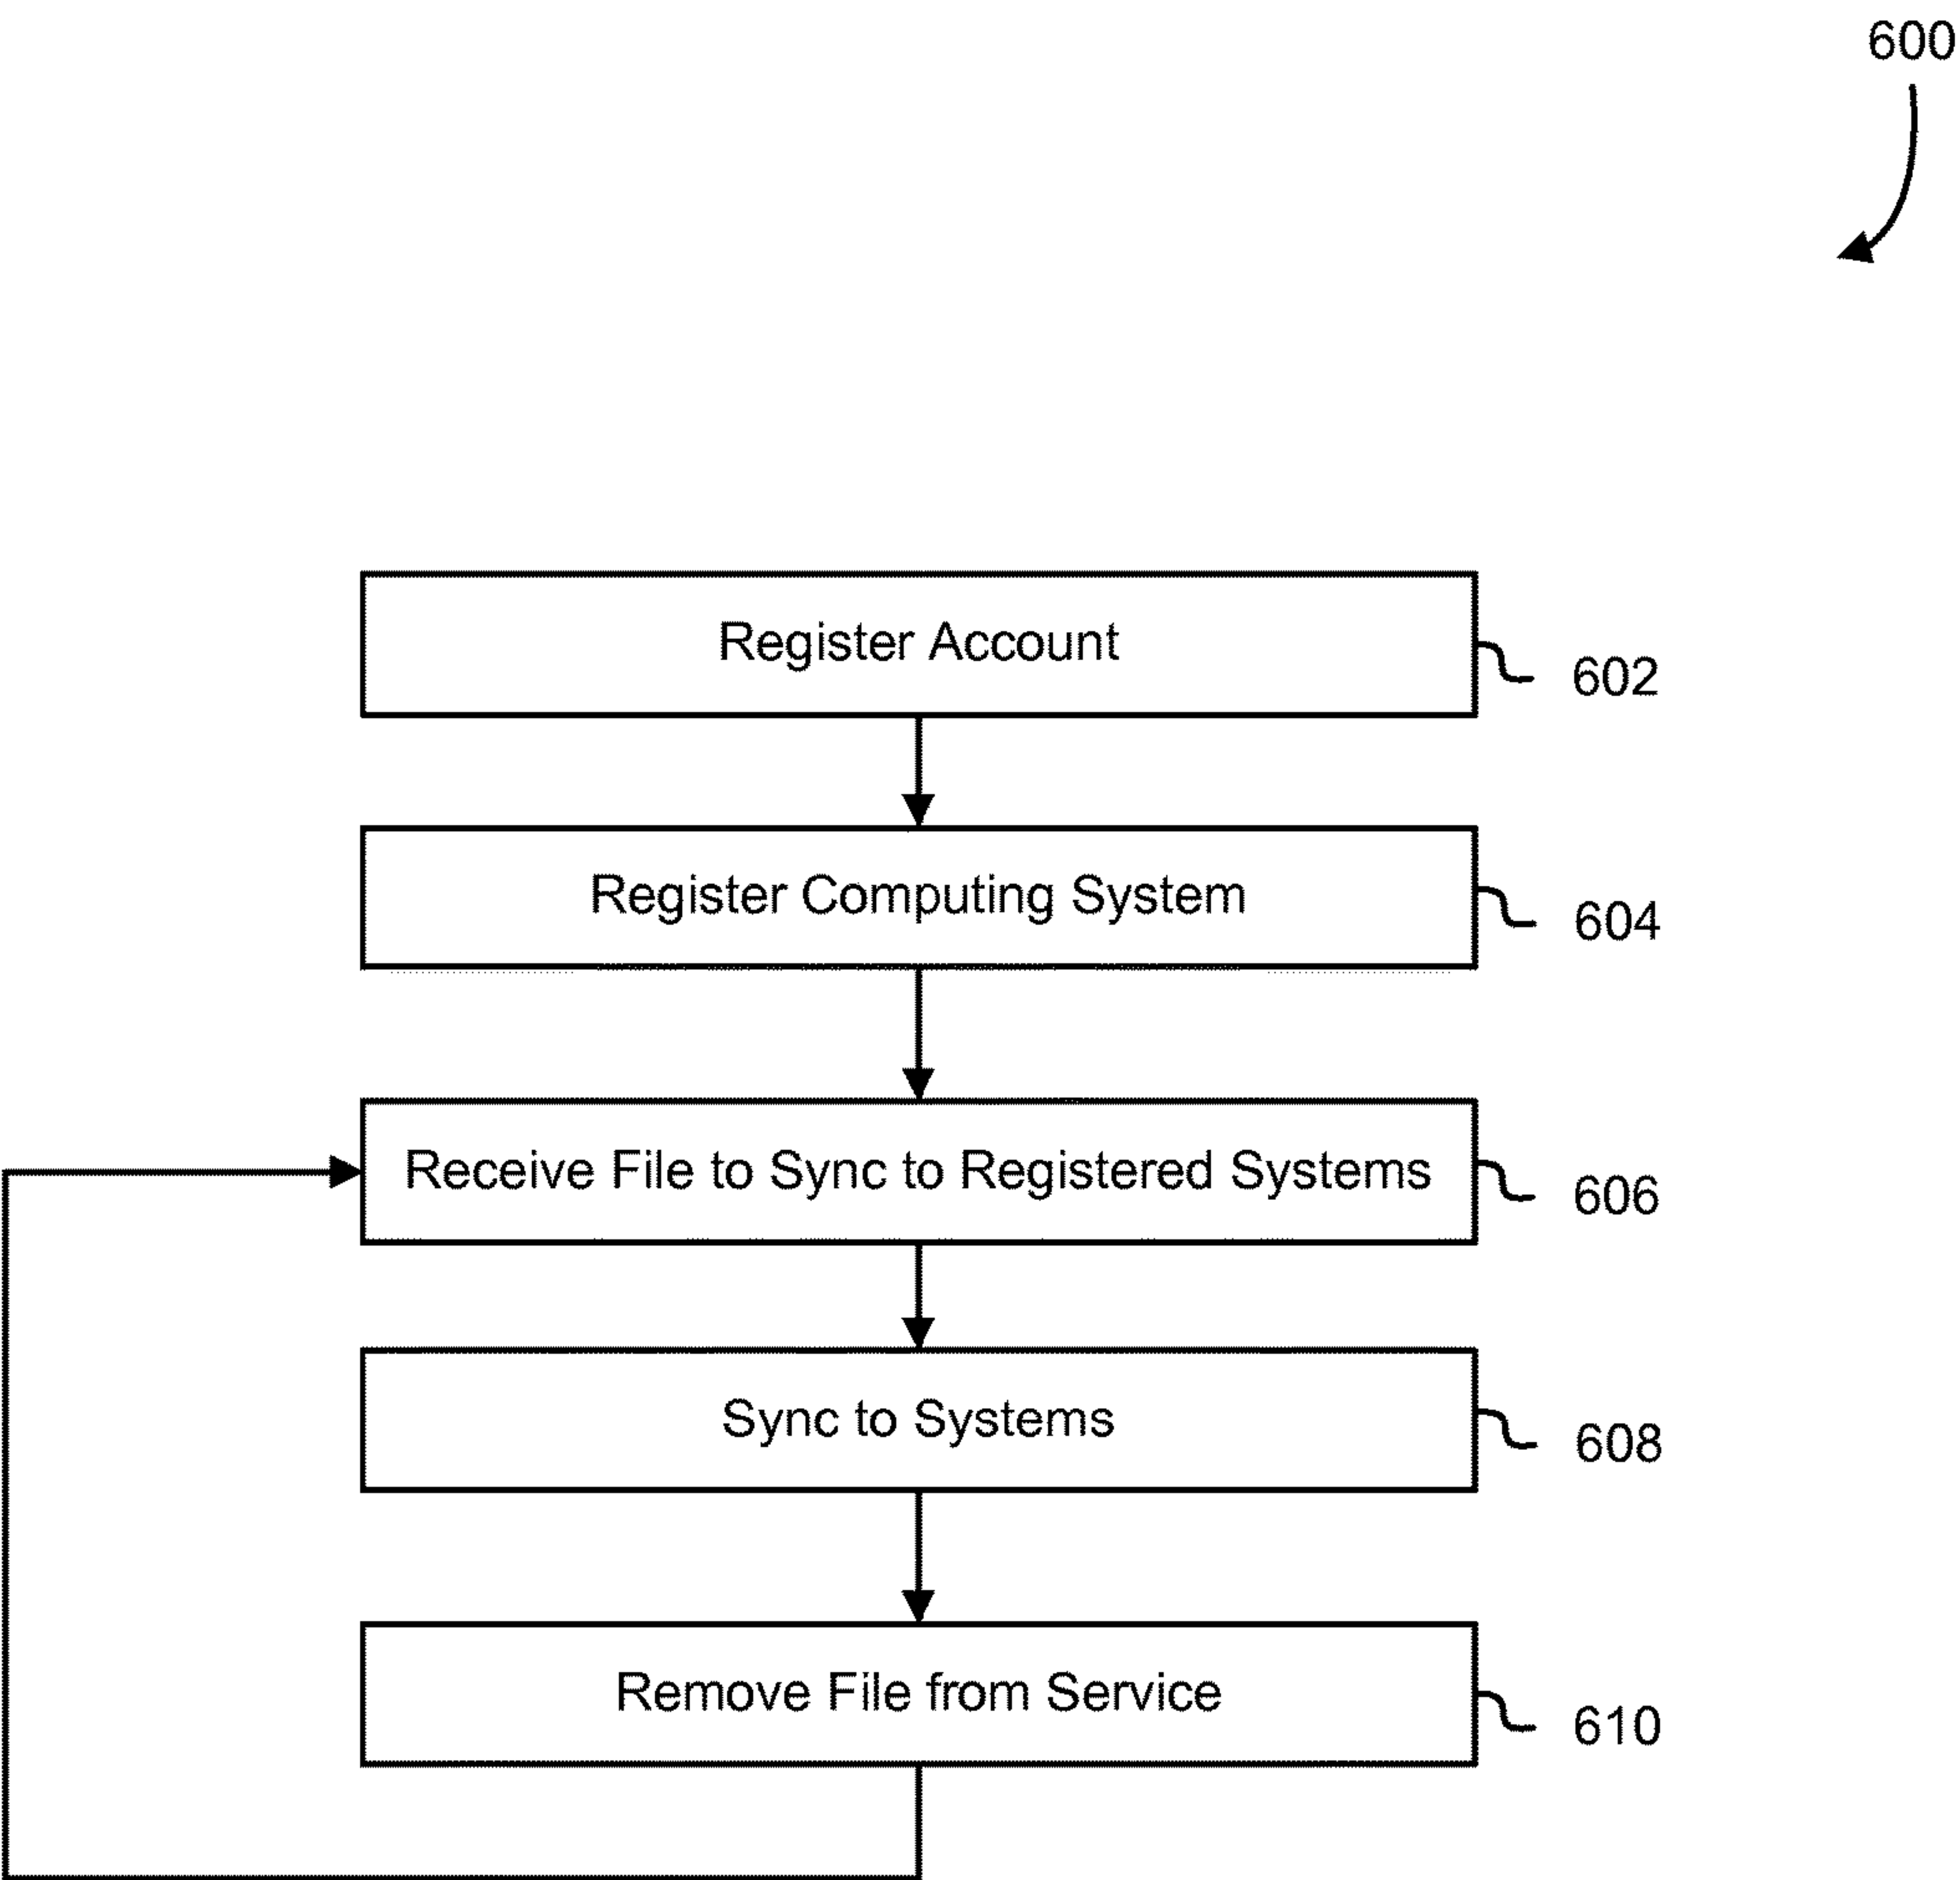 600
Register Account
602
Register Computing System
604
Receive File to Sync to Registered Systems
606
Sync to Systems
608
Remove File from Service
610